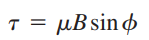 τ = μB sin ϕ